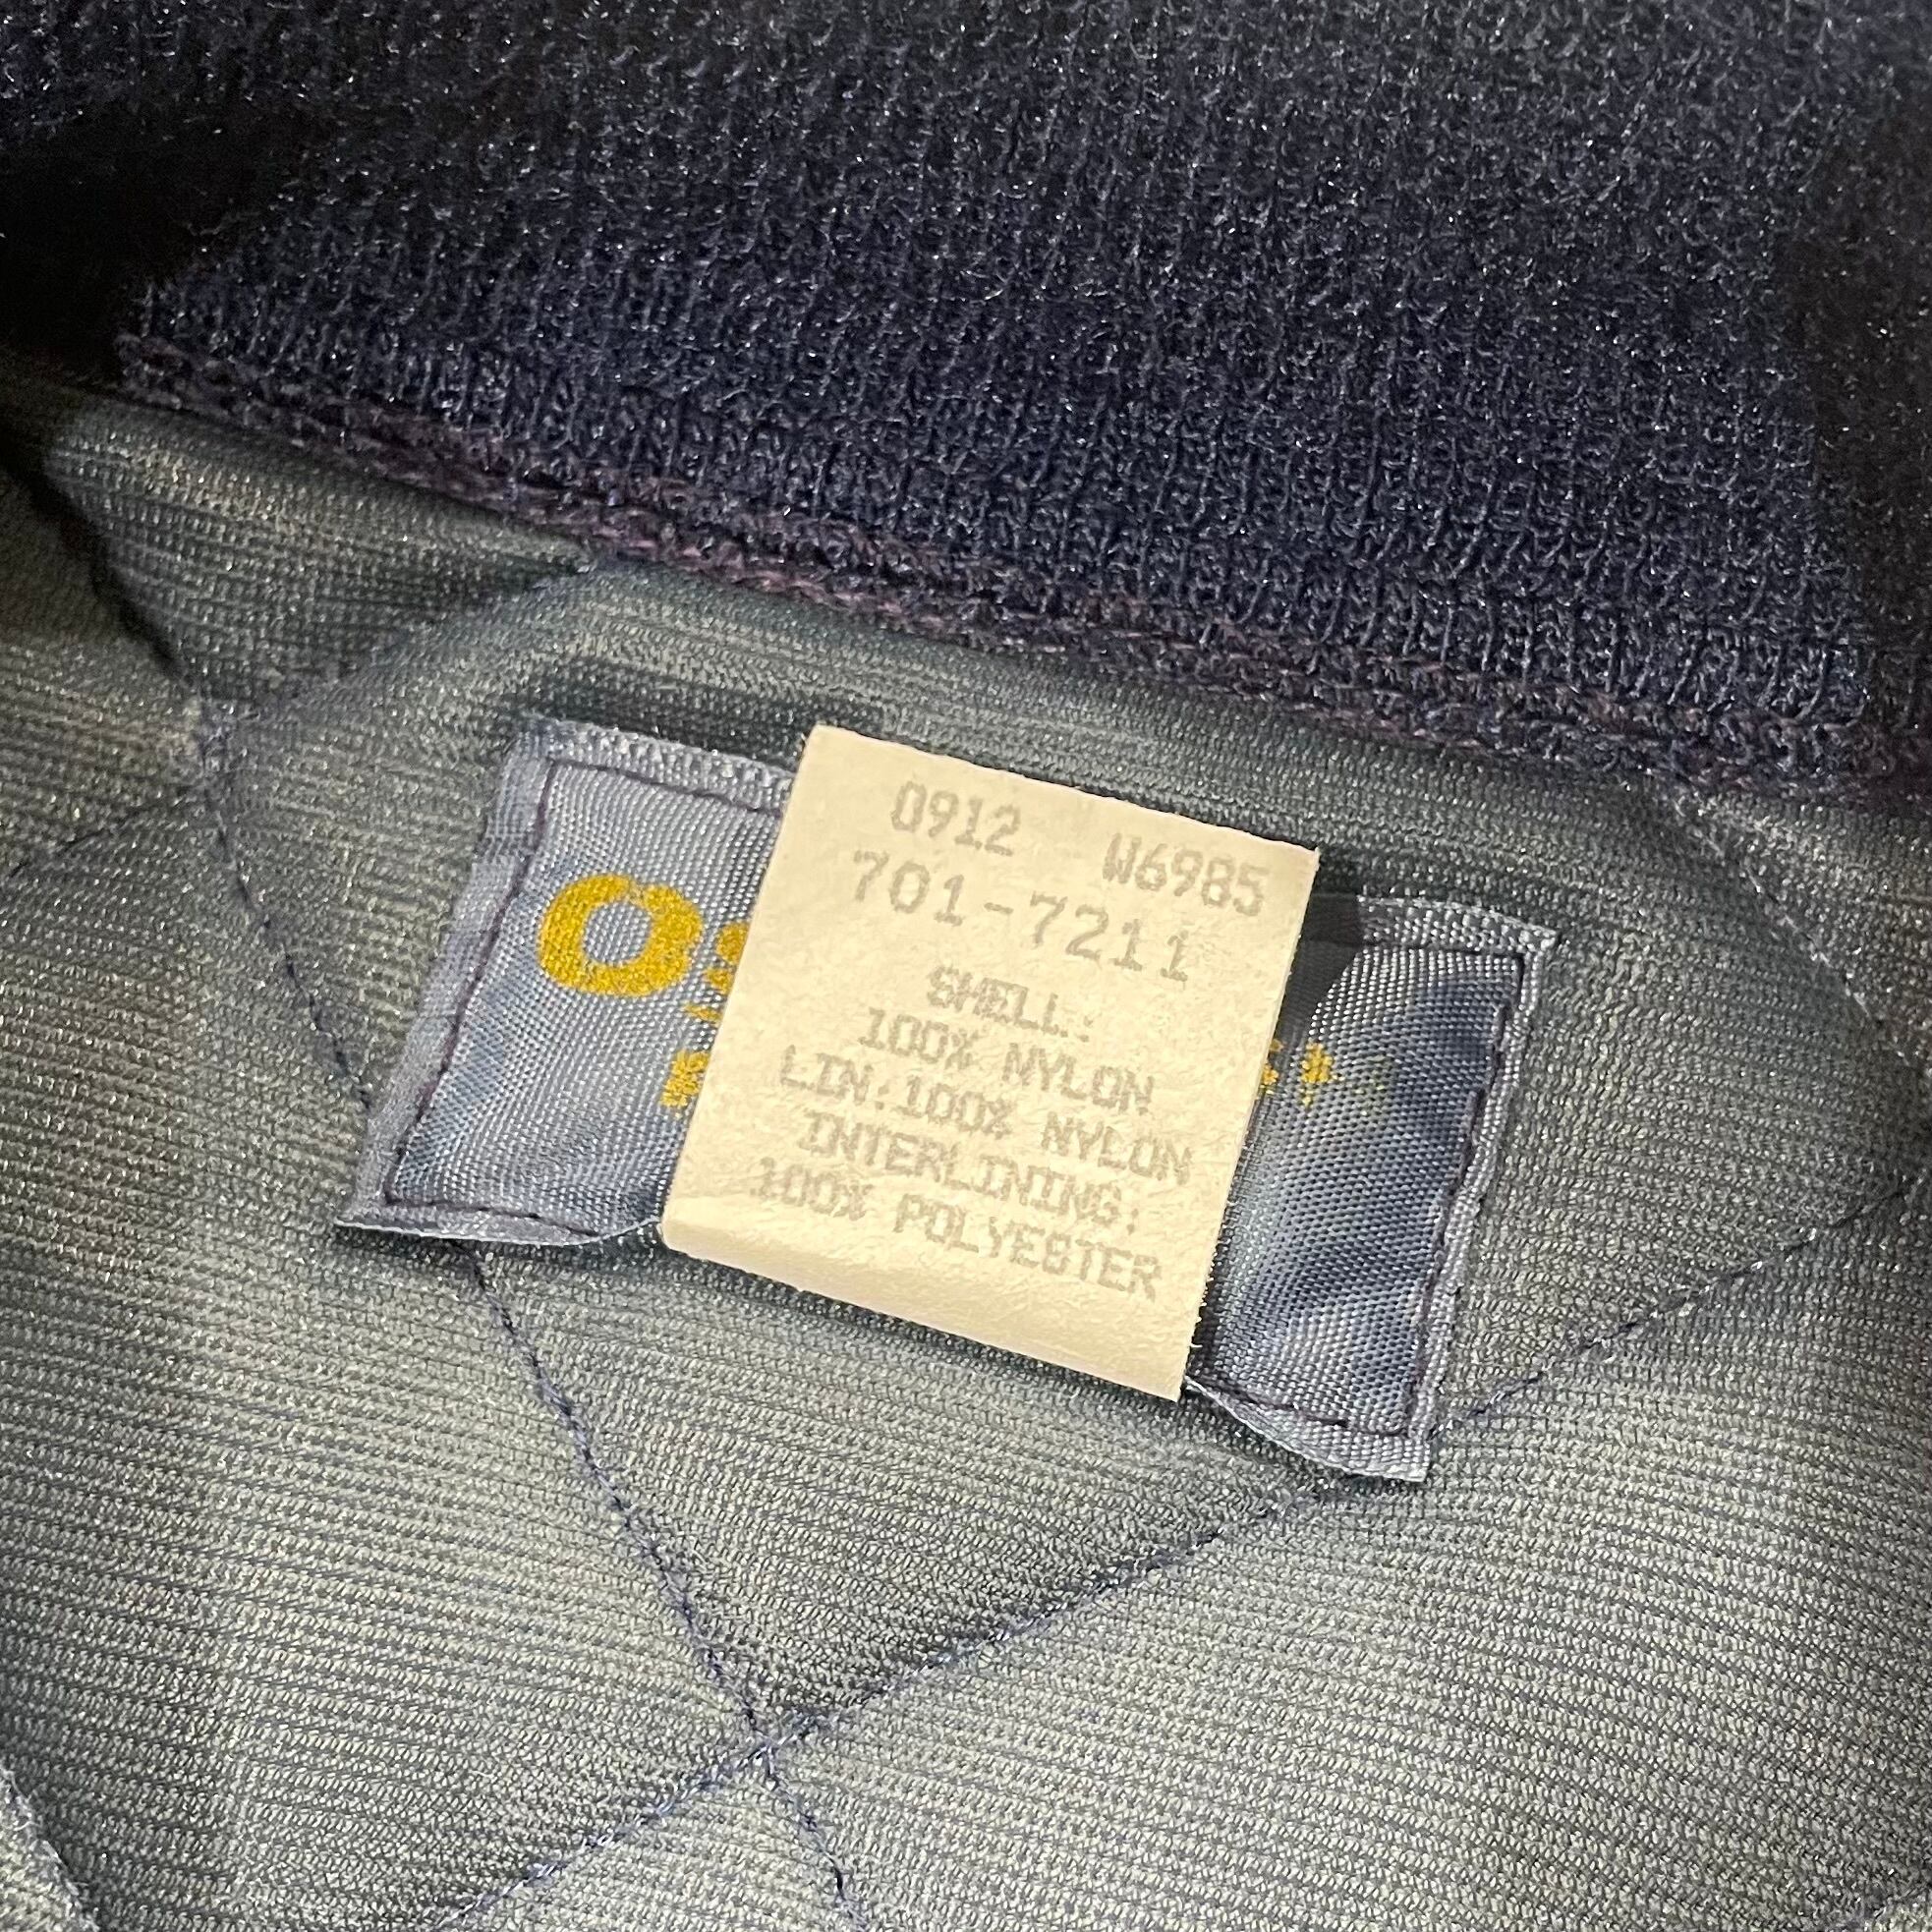 0912 W6985
701-7211
SHELL:
100% NYLON
LIN:100% NYLON
INTERLINING:
100% POLYESTER